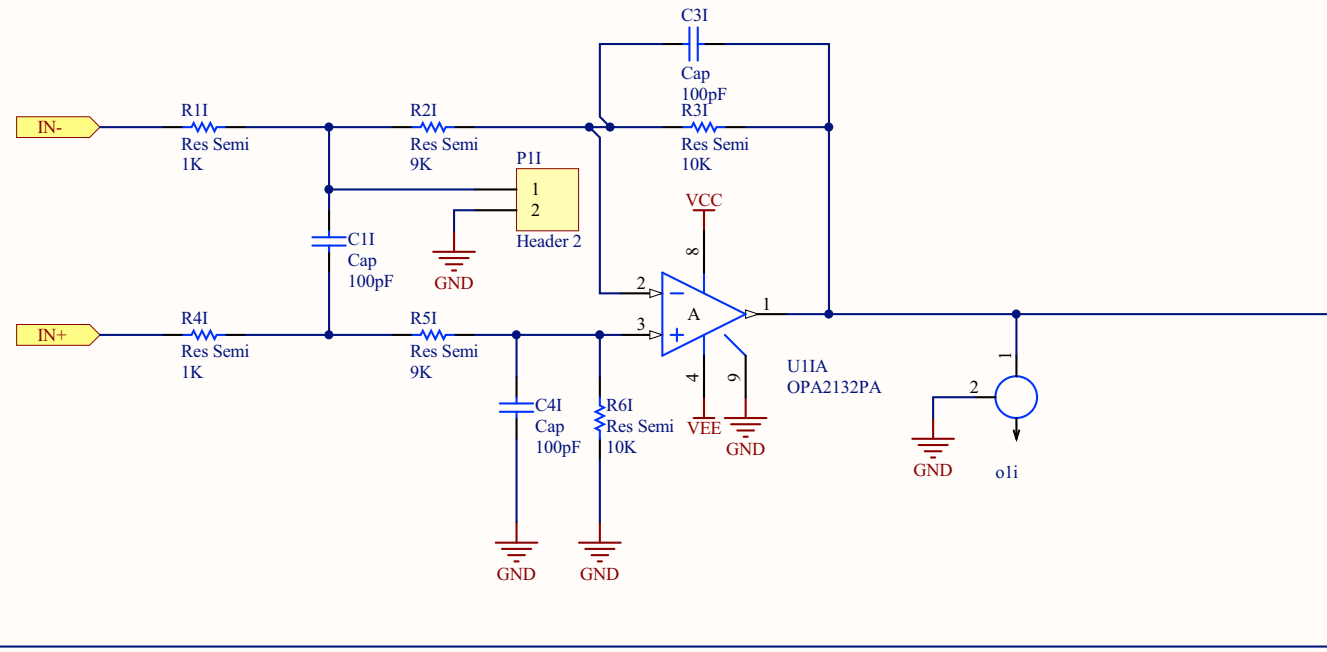 C3I
Cap
100pF
IN-
R1I
Res Semi
1K
R2I
Res Semi
9K
R3I
Res Semi
10K
P1I
1
2
Header 2
GND
C1I
Cap
100pF
VCC
8
2
3
A
1
4
9
VEE
GND
U1IA
OPA2132PA
IN+
R4I
Res Semi
1K
R5I
Res Semi
9K
C4I
Cap
100pF
R6I
Res Semi
10K
GND
GND
1
2
GND
o1i